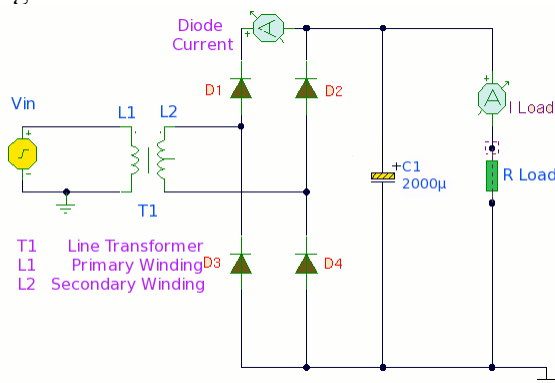 Diode
Current
+
D1
D2
Vin
L1
L2
+
A
I Load
+C1
2000µ
R Load
T1
T1 Line Transformer
L1 Primary Winding
L2 Secondary Winding
D3
D4